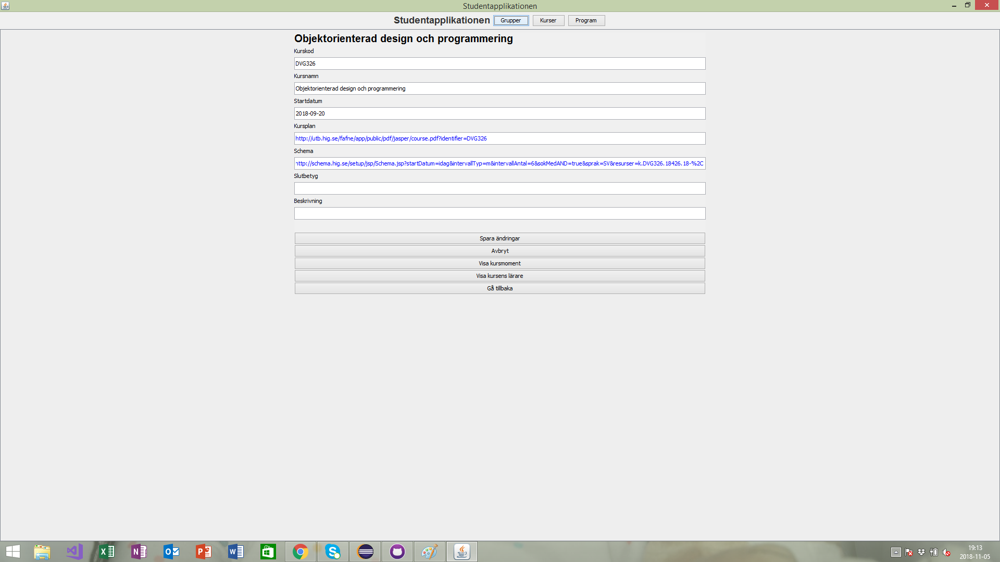 Studentapplikationen
Studentapplikationen Grupper Kurser Program
Objektorienterad design och programmering
Kurskod
DVG326
Kursnamn
Objektorienterad design och programmering
Startdatum
2018-09-20
Kursplan
http://utb.hig.se/fafne/app/public/pdf/jasper/course.pdf?identifier=DVG326
Schema
http://schema.hig.se/setup/jsp/Schema.jsp?startDatum=idag&intervallTyp=m&intervallAntal=6&sokMedAND=true&sprak=SV&resurser=k.DVG326.18426.18-%2C
Slutbetyg
Beskrivning
Spara ändringar
Avbryt
Visa kursmoment
Visa kursens lärare
Gå tillbaka
19:13
2018-11-05